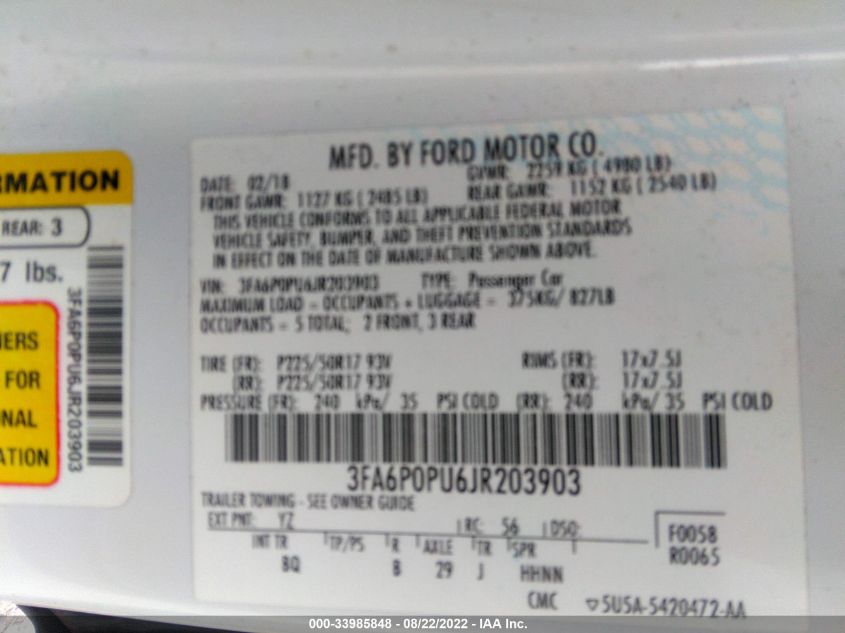 RMATION
REAR: 3
7 lbs.
NERS
FOR
NAL
ATION
3FA6P0PU6JR203903
MFD. BY FORD MOTOR CO.
DATE: 02/18 GVWR: 2259 KG ( 4980 LB)
FRONT GAWR: 1127 KG ( 2485 LB) REAR GAWR: 1152 KG ( 2540 LB)
THIS VEHICLE CONFORMS TO ALL APPLICABLE FEDERAL MOTOR
VEHICLE SAFETY, BUMPER, AND THEFT PREVENTION STANDARDS
IN EFFECT ON THE DATE OF MANUFACTURE SHOWN ABOVE.
VIN: 3FA6P0PU6JR203903 TYPE: Passenger Car
MAXIMUM LOAD = OCCUPANTS + LUGGAGE = 375KG/ 827LB
OCCUPANTS = 5 TOTAL; 2 FRONT, 3 REAR
TIRE (FR): P225/50R17 93V RIMS (FR): 17x7.5J
(RR): P225/50R17 93V (RR): 17x7.5J
PRESSURE (FR): 240 kPa/ 35 PSI COLD (RR): 240 kPa/ 35 PSI COLD
3FA6P0PU6JR203903
TRAILER TOWING - SEE OWNER GUIDE
EXT PNT: YZ RC: 56 DSO: F0058
INT TR TP/PS R AXLE TR SPR R0065
BQ B 29 J HHNN
CMC 5U5A-5420472-AA
000-33985848 - 08/22/2022 - IAA Inc.